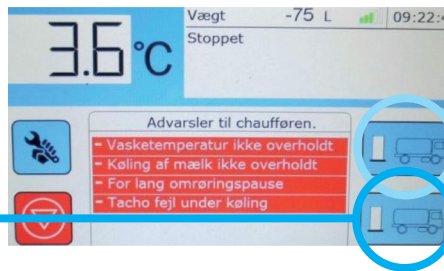 Vægt -75 L 09:22:4
3.6 °C
Stoppet
Advarsler til chaufføren.
- Vasketemperatur ikke overholdt
- Køling af mælk ikke overholdt
- For lang omrøringspause
- Tacho fejl under køling